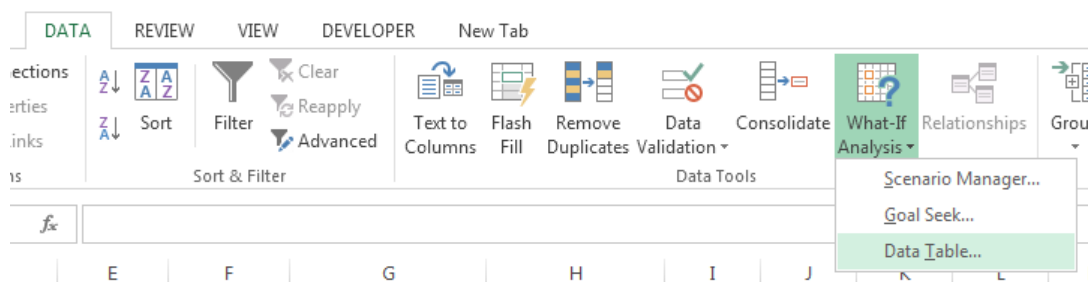 DATA REVIEW VIEW DEVELOPER New Tab
ections
erties
inks
ns
A Z
Z A
Z A A Z
Sort
Filter
Clear
Reapply
Advanced
Sort & Filter
Text to Columns
Flash Fill
Remove Duplicates
Data Validation
Consolidate
What-If Analysis
Relationships
Grou
Data Tools
Scenario Manager...
Goal Seek...
Data Table...
fx
E F G H I J K L